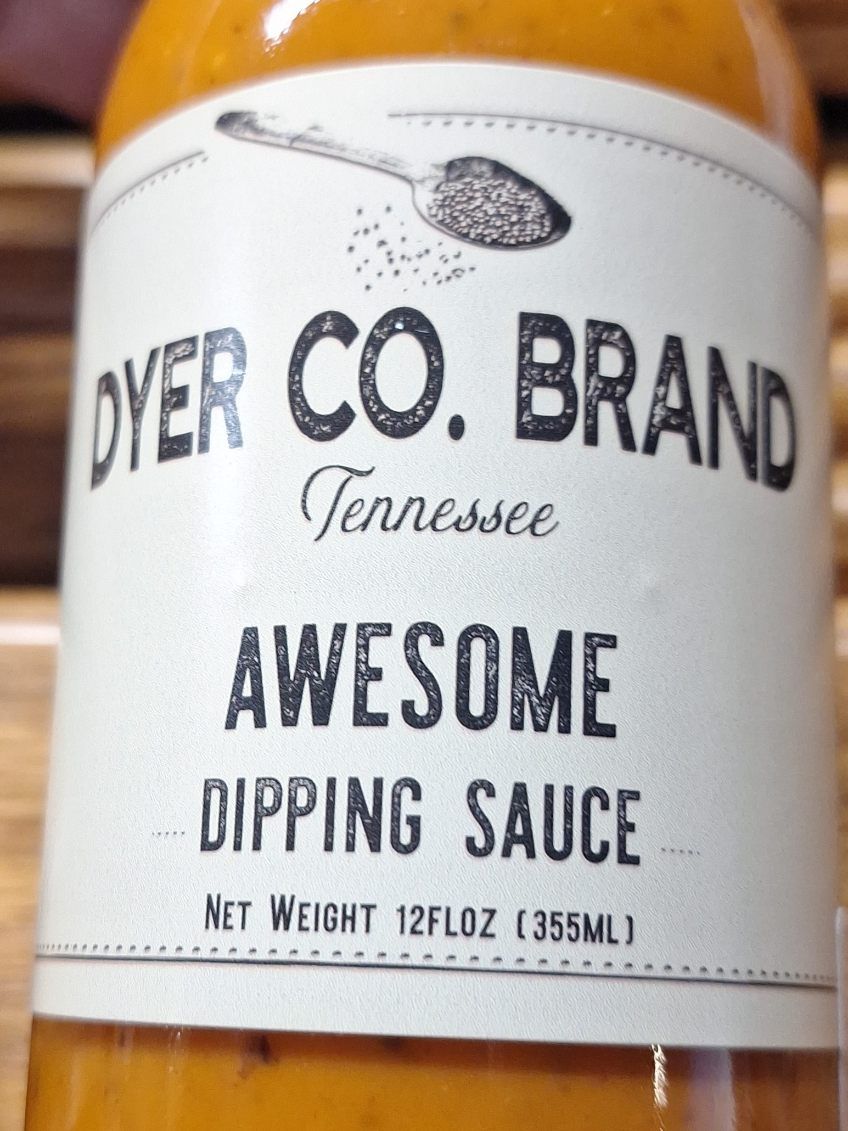 DYER CO. BRAND
Tennessee
AWESOME
DIPPING SAUCE
NET WEIGHT 12FLOZ (355ML)